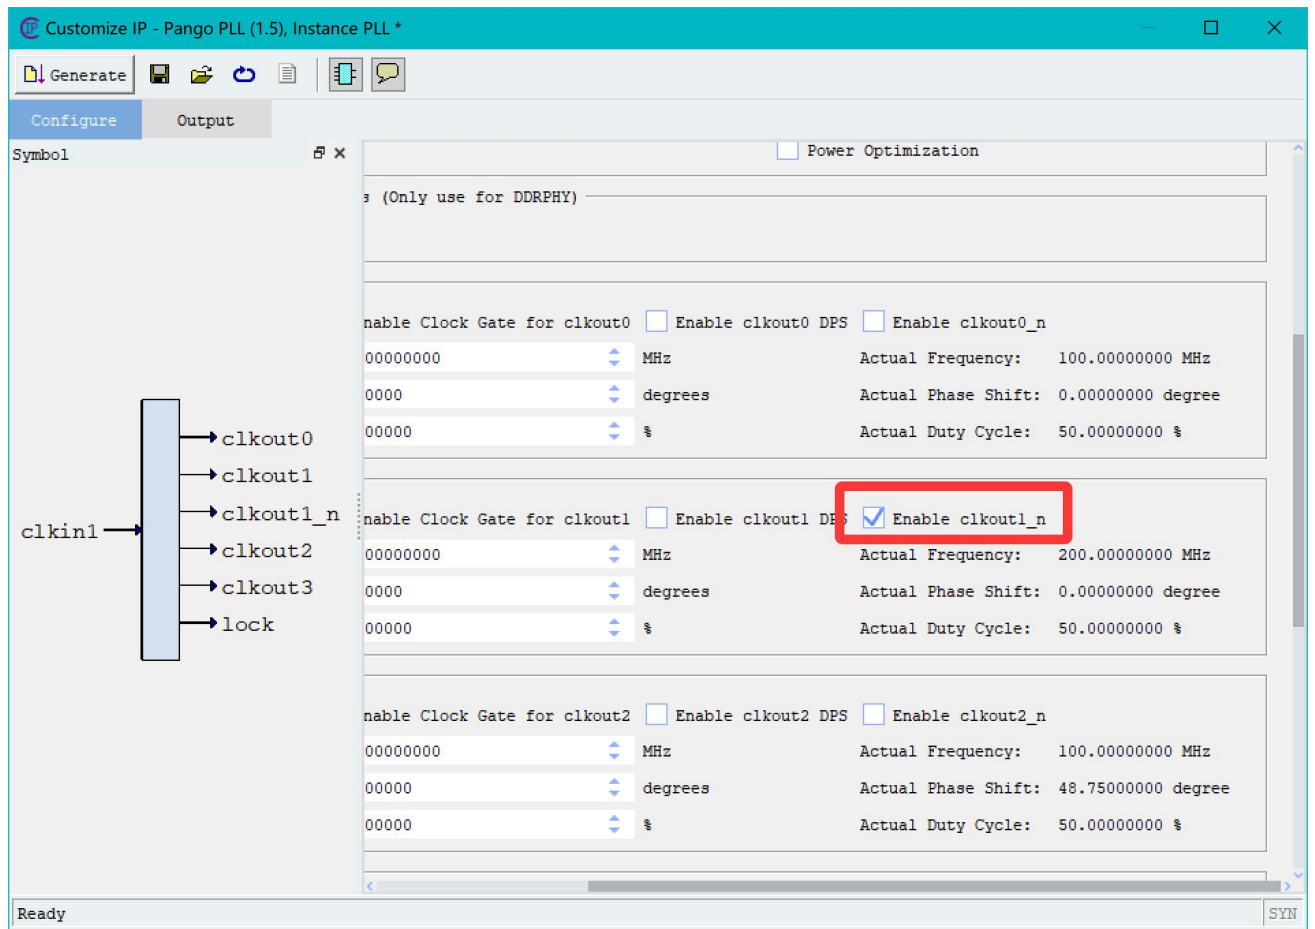 Customize IP - Pango PLL (1.5), Instance PLL *
Generate
Configure Output
Symbol
Power Optimization
(Only use for DDRPHY)
clkin1
clkout0
clkout1
clkout1_n
clkout2
clkout3
lock
nable Clock Gate for clkout0 Enable clkout0 DPS Enable clkout0_n
00000000 MHz Actual Frequency: 100.00000000 MHz
0000 degrees Actual Phase Shift: 0.00000000 degree
00000 % Actual Duty Cycle: 50.00000000 %
nable Clock Gate for clkout1 Enable clkout1 DPS Enable clkout1_n
00000000 MHz Actual Frequency: 200.00000000 MHz
0000 degrees Actual Phase Shift: 0.00000000 degree
00000 % Actual Duty Cycle: 50.00000000 %
nable Clock Gate for clkout2 Enable clkout2 DPS Enable clkout2_n
00000000 MHz Actual Frequency: 100.00000000 MHz
00000 degrees Actual Phase Shift: 48.75000000 degree
00000 % Actual Duty Cycle: 50.00000000 %
Ready
SYN